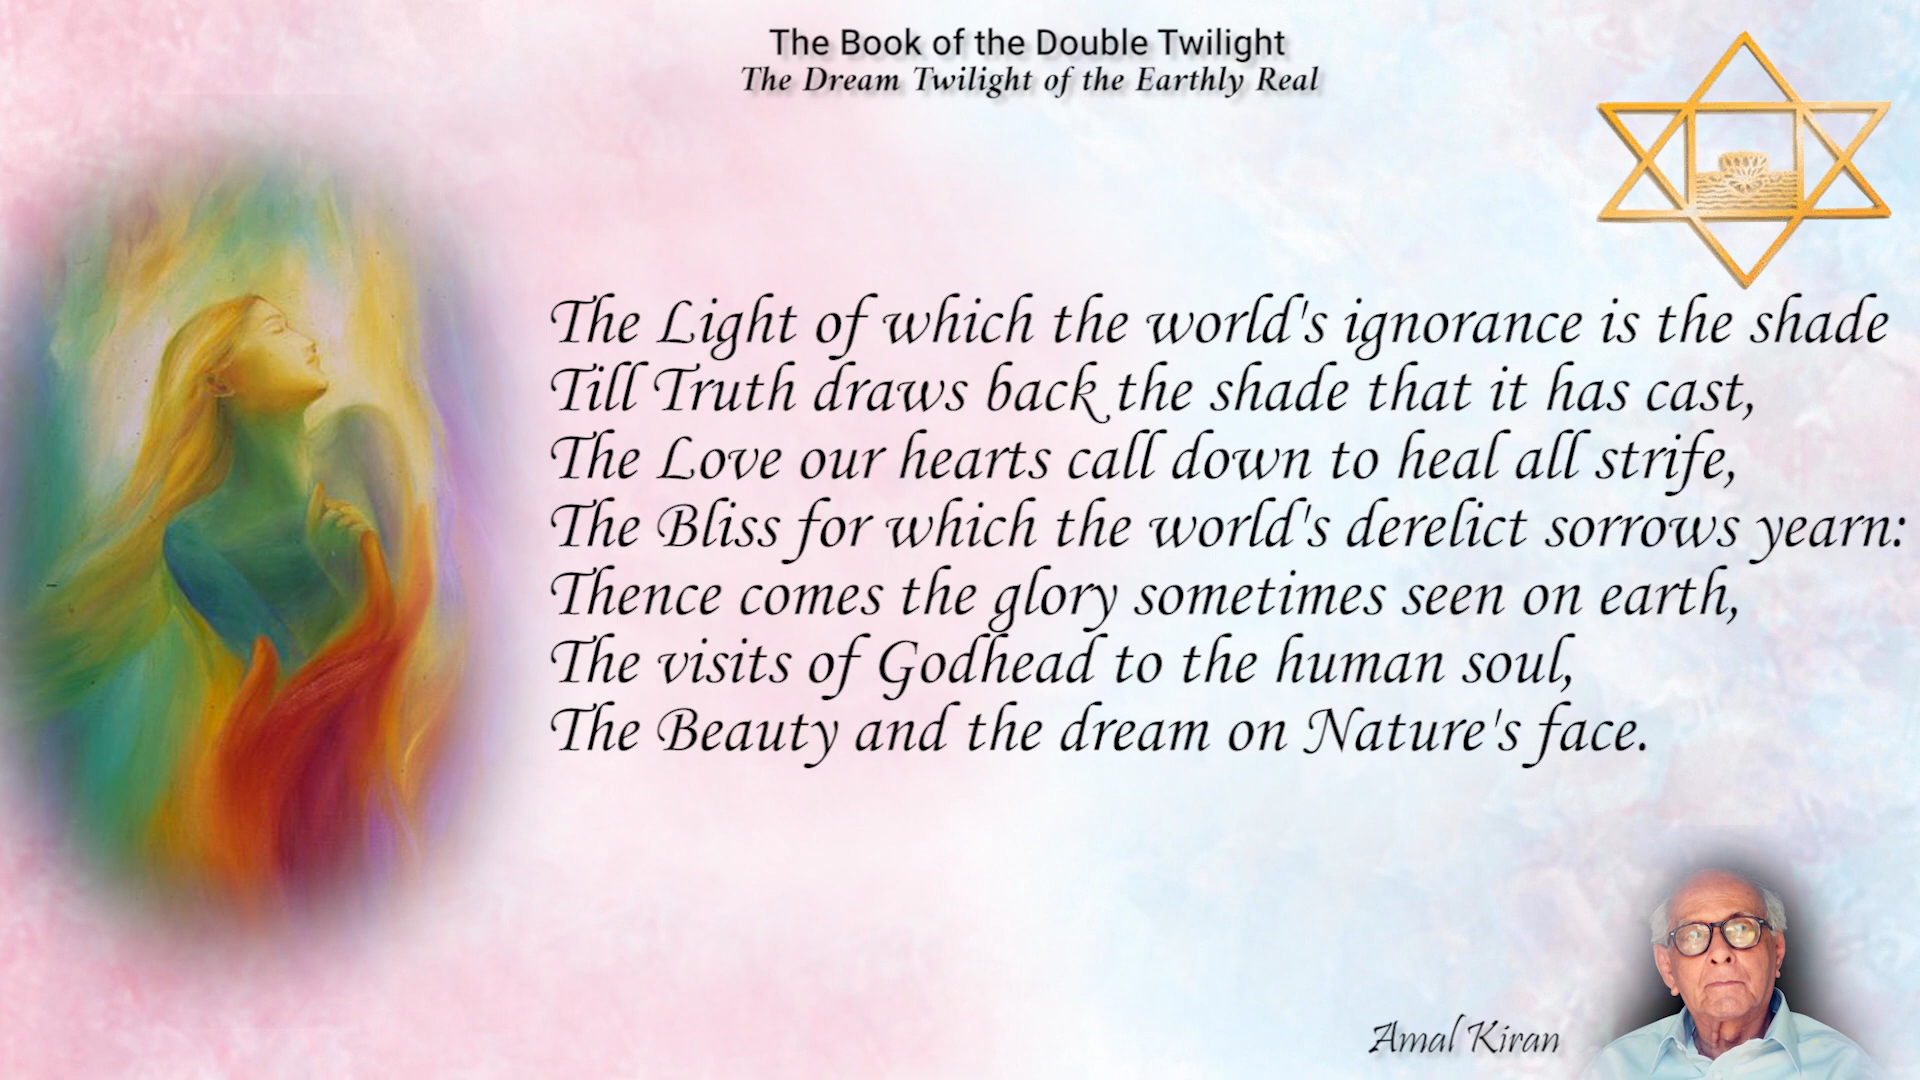 The Book of the Double Twilight
The Dream Twilight of the Earthly Real
The Light of which the world's ignorance is the shade
Till Truth draws back the shade that it has cast,
The Love our hearts call down to heal all strife,
The Bliss for which the world's derelict sorrows yearn:
Thence comes the glory sometimes seen on earth,
The visits of Godhead to the human soul,
The Beauty and the dream on Nature's face.
Amal Kiran